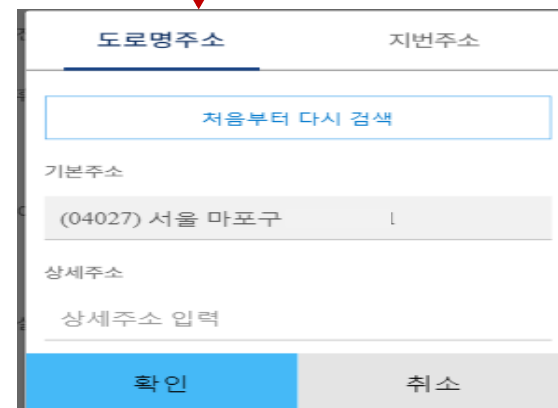 도로명주소 지번주소
처음부터 다시 검색
기본주소
(04027) 서울 마포구
상세주소
상세주소 입력
확인 취소